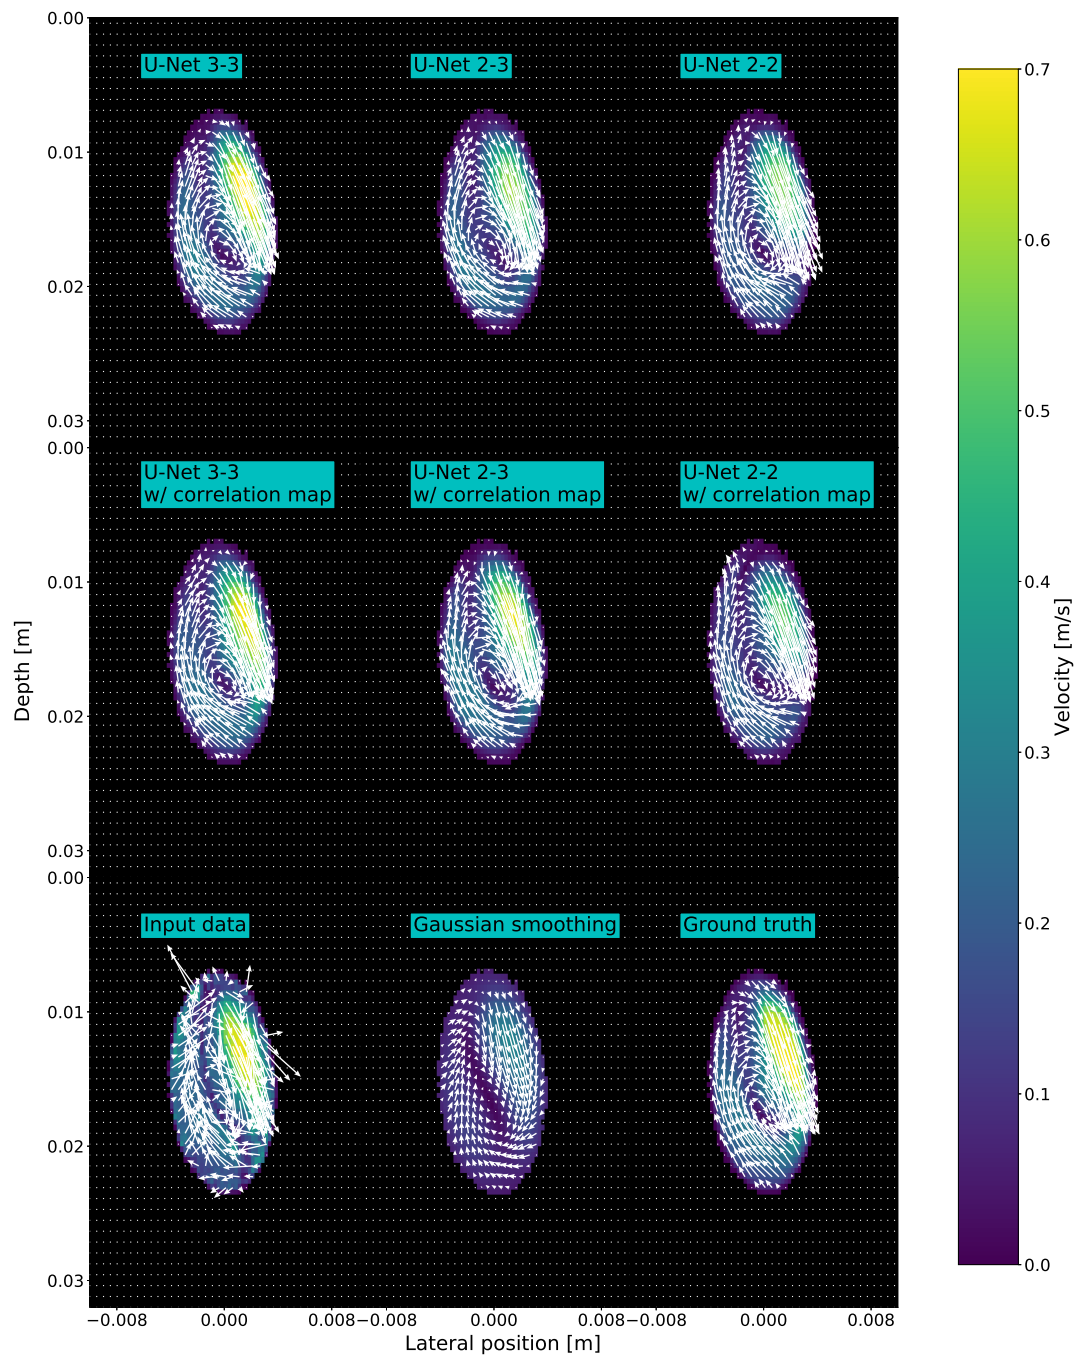 0.00
U-Net 3-3
U-Net 2-3
U-Net 2-2
0.01
0.02
0.03
0.00
U-Net 3-3
w/ correlation map
U-Net 2-3
w/ correlation map
U-Net 2-2
w/ correlation map
0.01
0.02
0.03
0.00
Input data
Gaussian smoothing
Ground truth
0.01
0.02
0.03
Depth [m]
−0.008
0.000
0.008
−0.008
0.000
0.008
−0.008
0.000
0.008
Lateral position [m]
0.7
0.6
0.5
0.4
0.3
0.2
0.1
0.0
Velocity [m/s]